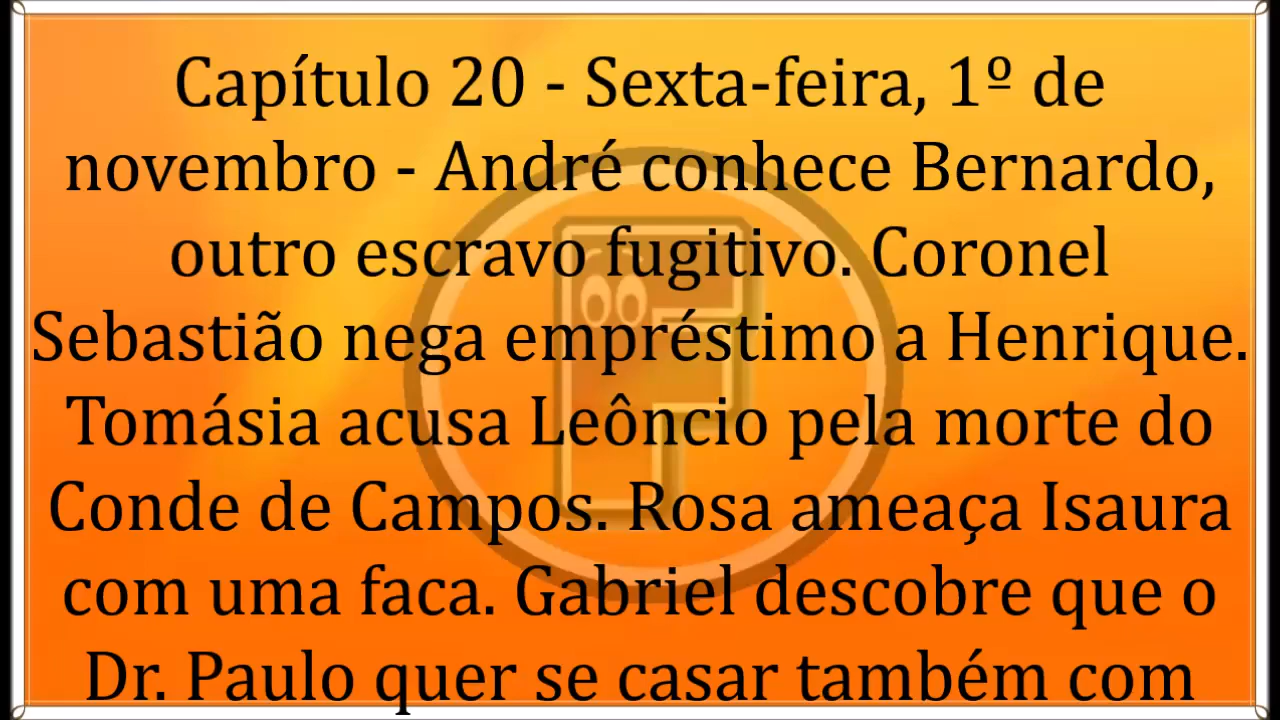 Capítulo 20 - Sexta-feira, 1º de
novembro - André conhece Bernardo,
outro escravo fugitivo. Coronel
Sebastião nega empréstimo a Henrique.
Tomásia acusa Leôncio pela morte do
Conde de Campos. Rosa ameaça Isaura
com uma faca. Gabriel descobre que o
Dr. Paulo quer se casar também com